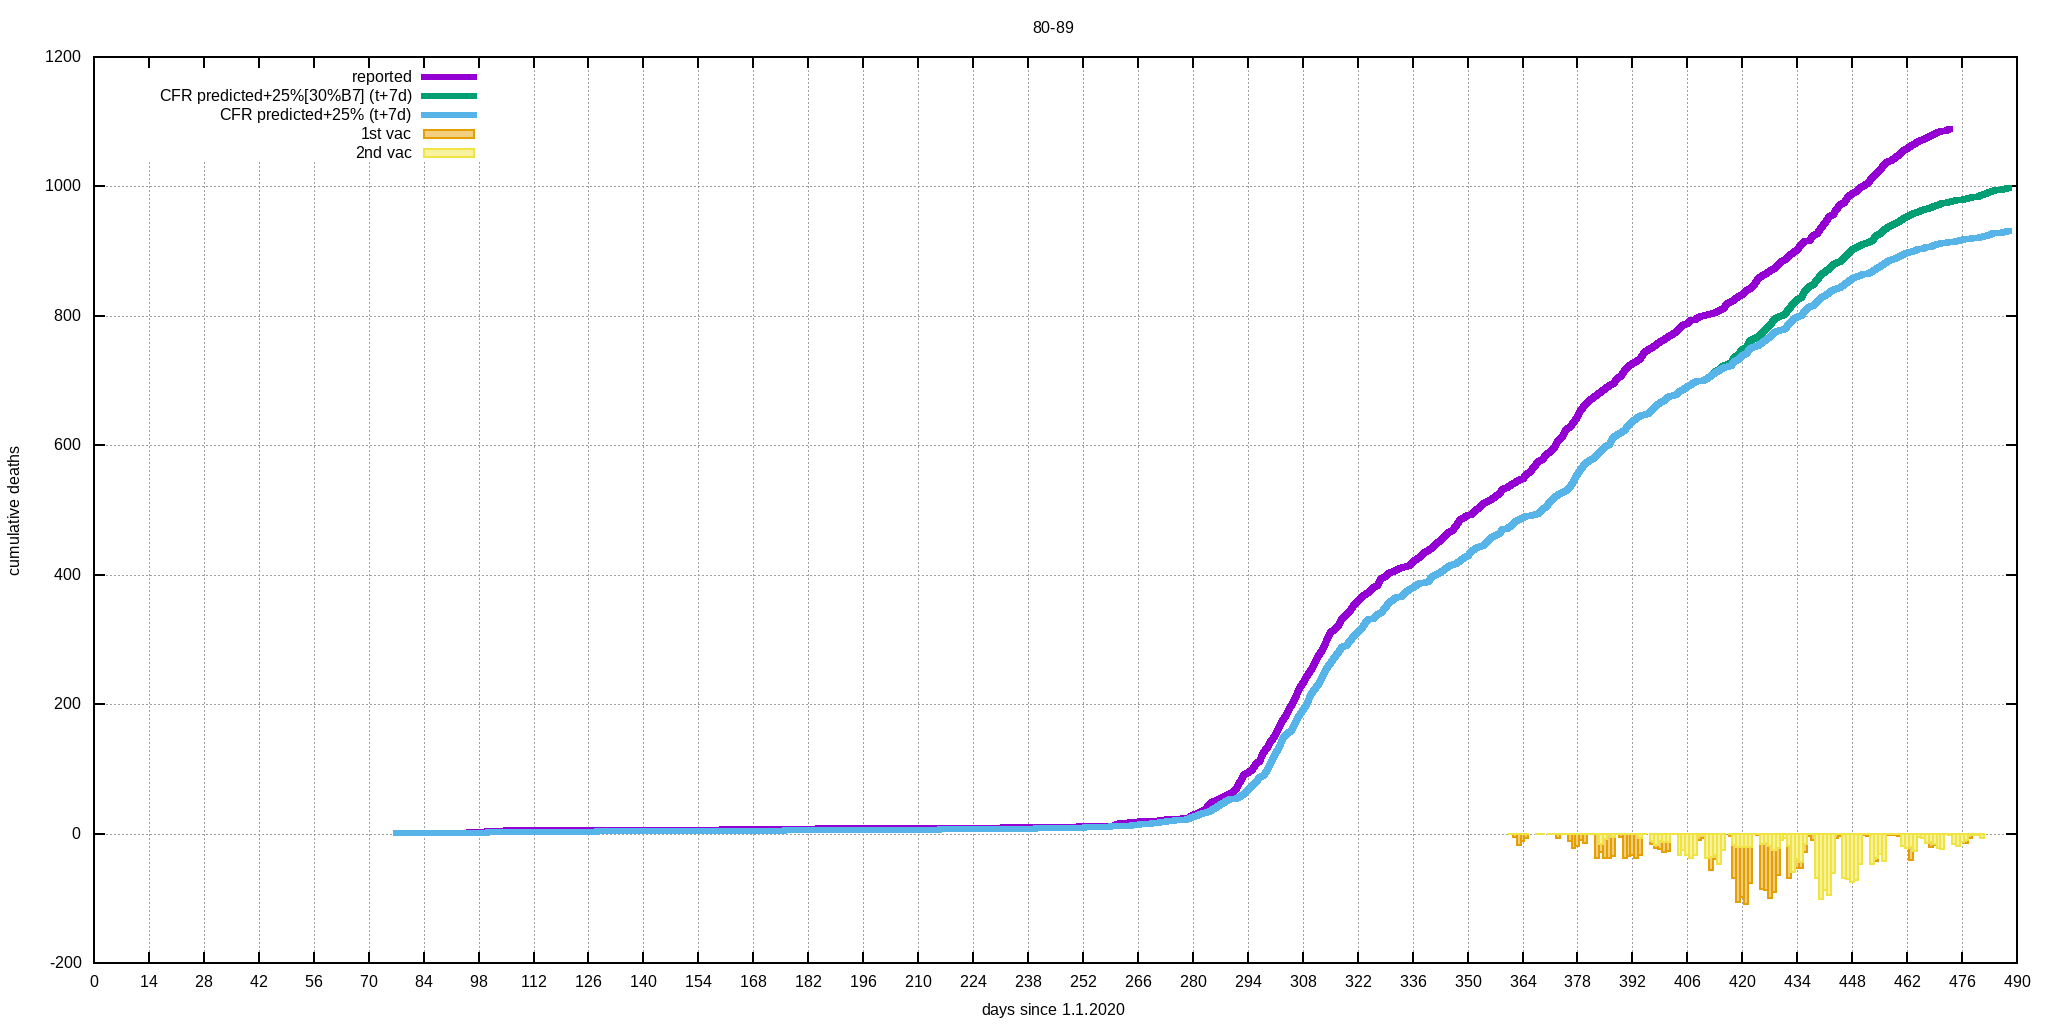 80-89
1200
1000
800
600
400
200
0
-200
cumulative deaths
reported
CFR predicted+25%[30%B7] (t+7d)
CFR predicted+25% (t+7d)
1st vac
2nd vac
0 14 28 42 56 70 84 98 112 126 140 154 168 182 196 210 224 238 252 266 280 294 308 322 336 350 364 378 392 406 420 434 448 462 476 490
days since 1.1.2020